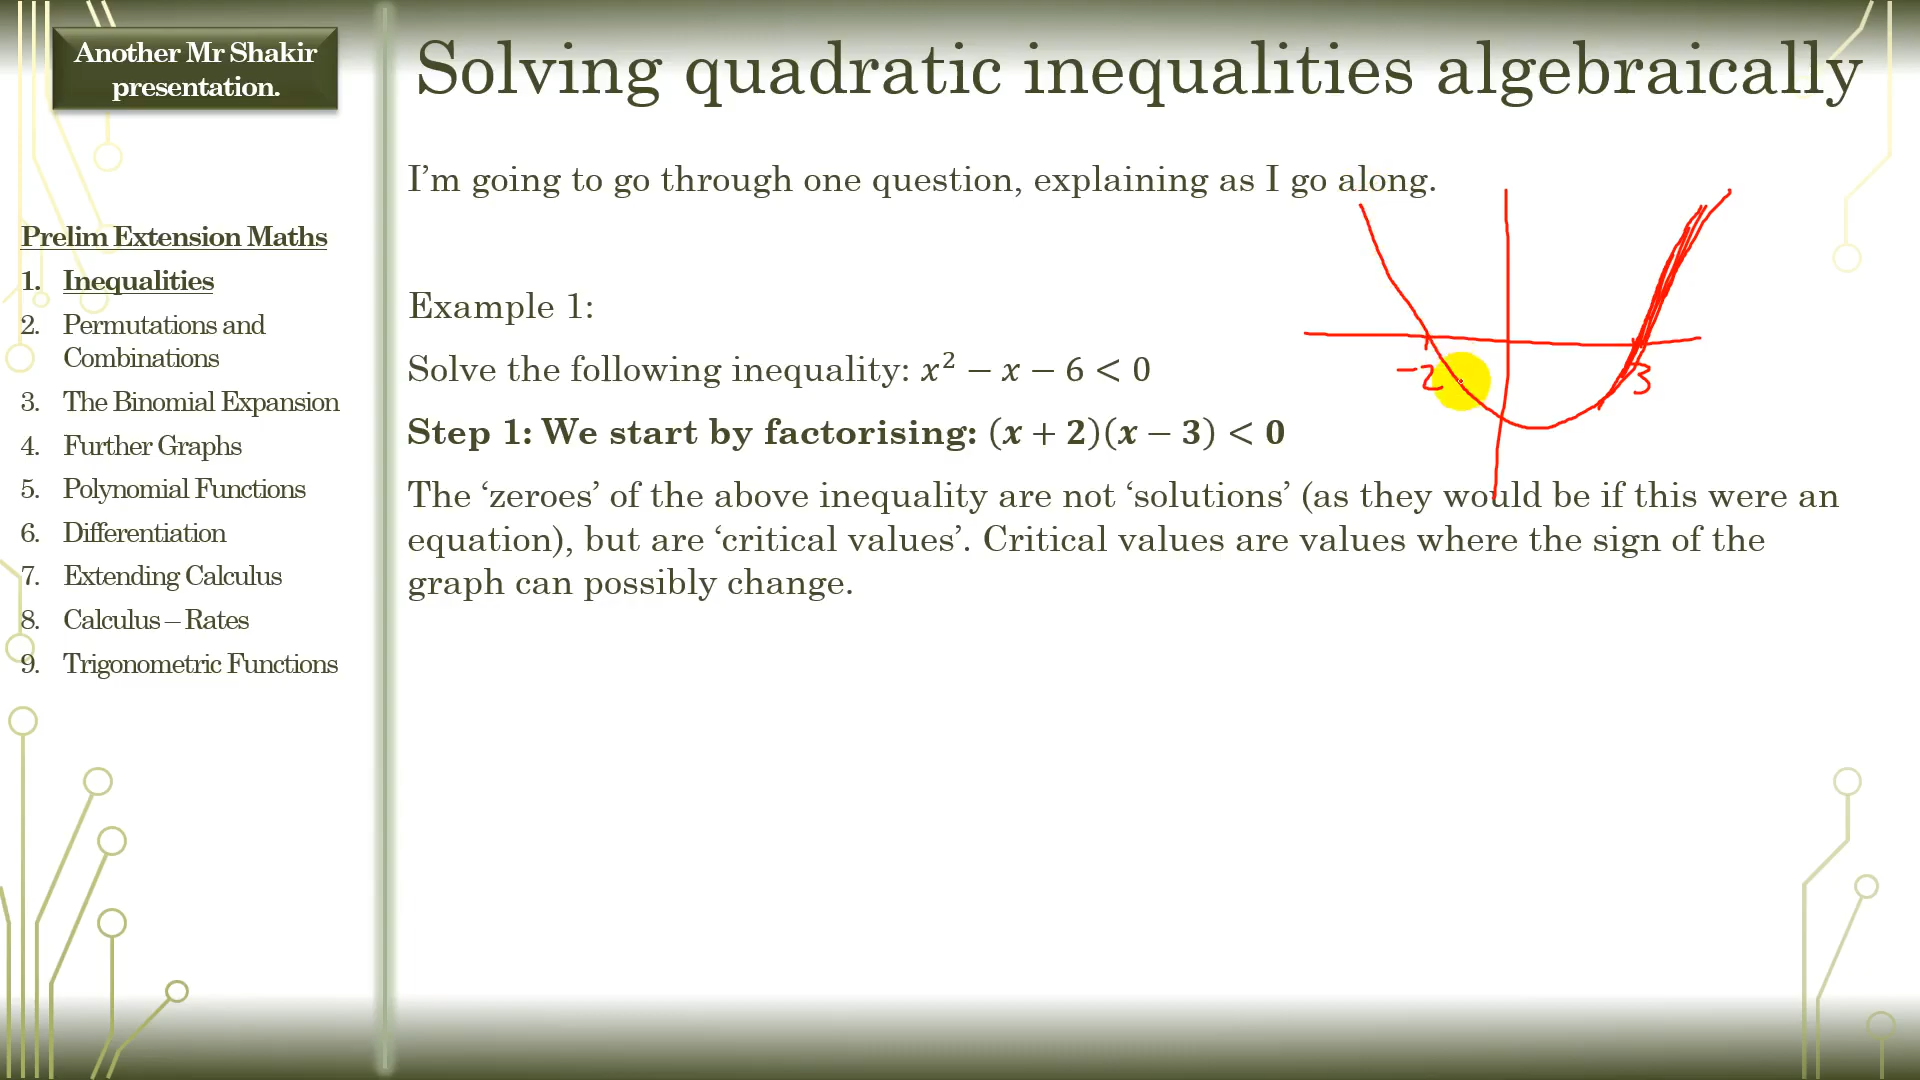 Another Mr Shakir
presentation.
Solving quadratic inequalities algebraically
Prelim Extension Maths
1. Inequalities
2. Permutations and
Combinations
3. The Binomial Expansion
4. Further Graphs
5. Polynomial Functions
6. Differentiation
7. Extending Calculus
8. Calculus – Rates
9. Trigonometric Functions
I’m going to go through one question, explaining as I go along.
Example 1:
Solve the following inequality: x² − x − 6 < 0
Step 1: We start by factorising: (x + 2)(x − 3) < 0
The ‘zeroes’ of the above inequality are not ‘solutions’ (as they would be if this were an
equation), but are ‘critical values’. Critical values are values where the sign of the
graph can possibly change.
−2
3